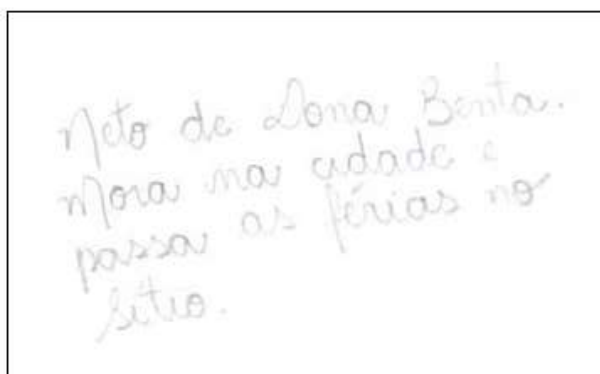 Neto de Dona Benta.
Mora na cidade e
passa as férias no
sítio.